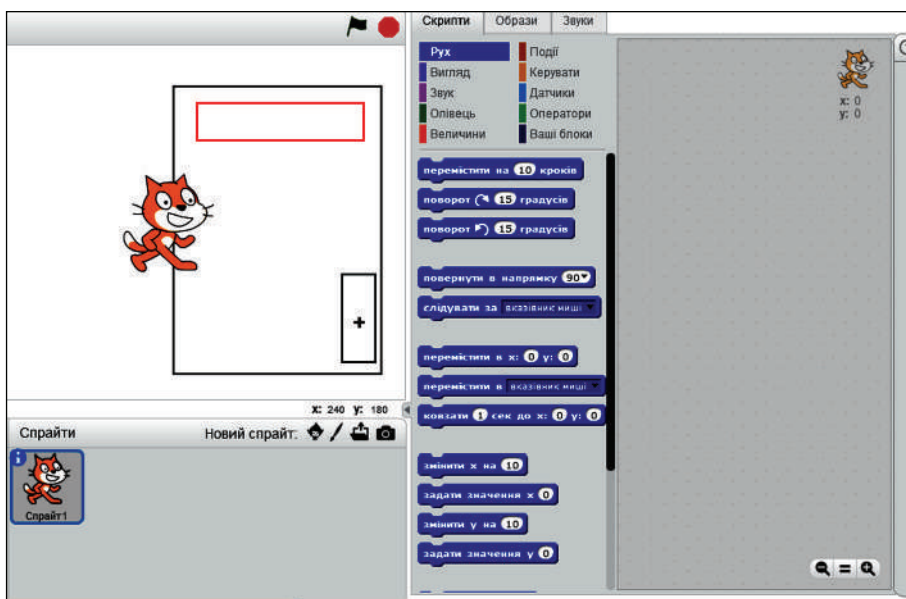 Скрипти Образи Звуки
Рух Події
Вигляд Керувати
Звук Датчики
Олівець Оператори
Величини Ваші блоки
x: 0
y: 0
перемістити на 10 кроків
поворот 15 градусів
поворот 15 градусів
повернути в напрямку 90
слідувати за вказівник миші
перемістити в x: 0 y: 0
перемістити в вказівник миші
ковзати 1 сек до x: 0 y: 0
змінити x на 10
задати значення x 0
змінити y на 10
задати значення y 0
x: 240 y: 180
Спрайти Новий спрайт:
Спрайт1